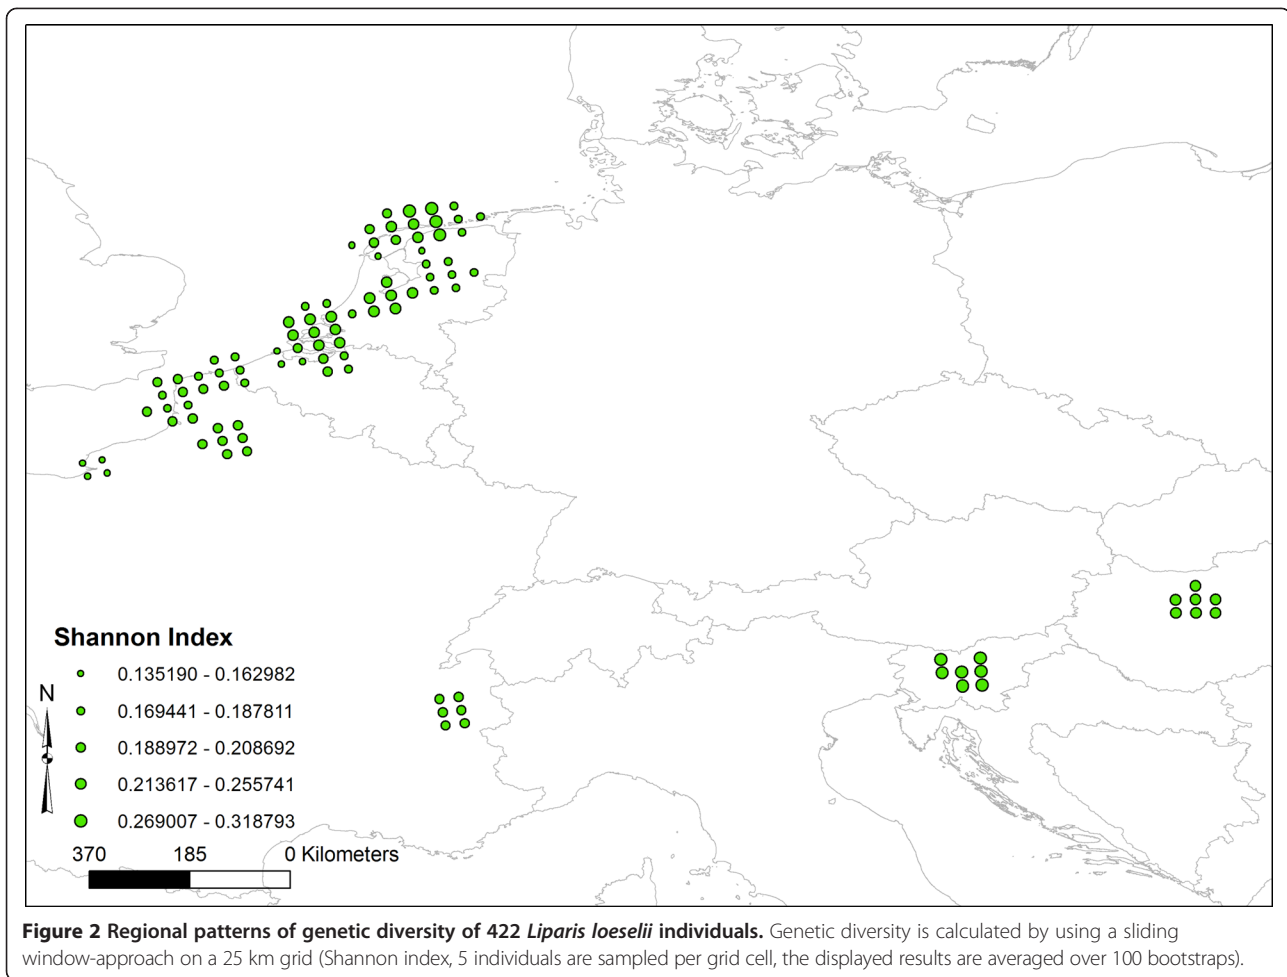 Shannon Index
0.135190 - 0.162982
N
0.169441 - 0.187811
0.188972 - 0.208692
0.213617 - 0.255741
0.269007 - 0.318793
370 185 0 Kilometers
Figure 2 Regional patterns of genetic diversity of 422 Liparis loeselii individuals. Genetic diversity is calculated by using a sliding
window-approach on a 25 km grid (Shannon index, 5 individuals are sampled per grid cell, the displayed results are averaged over 100 bootstraps).